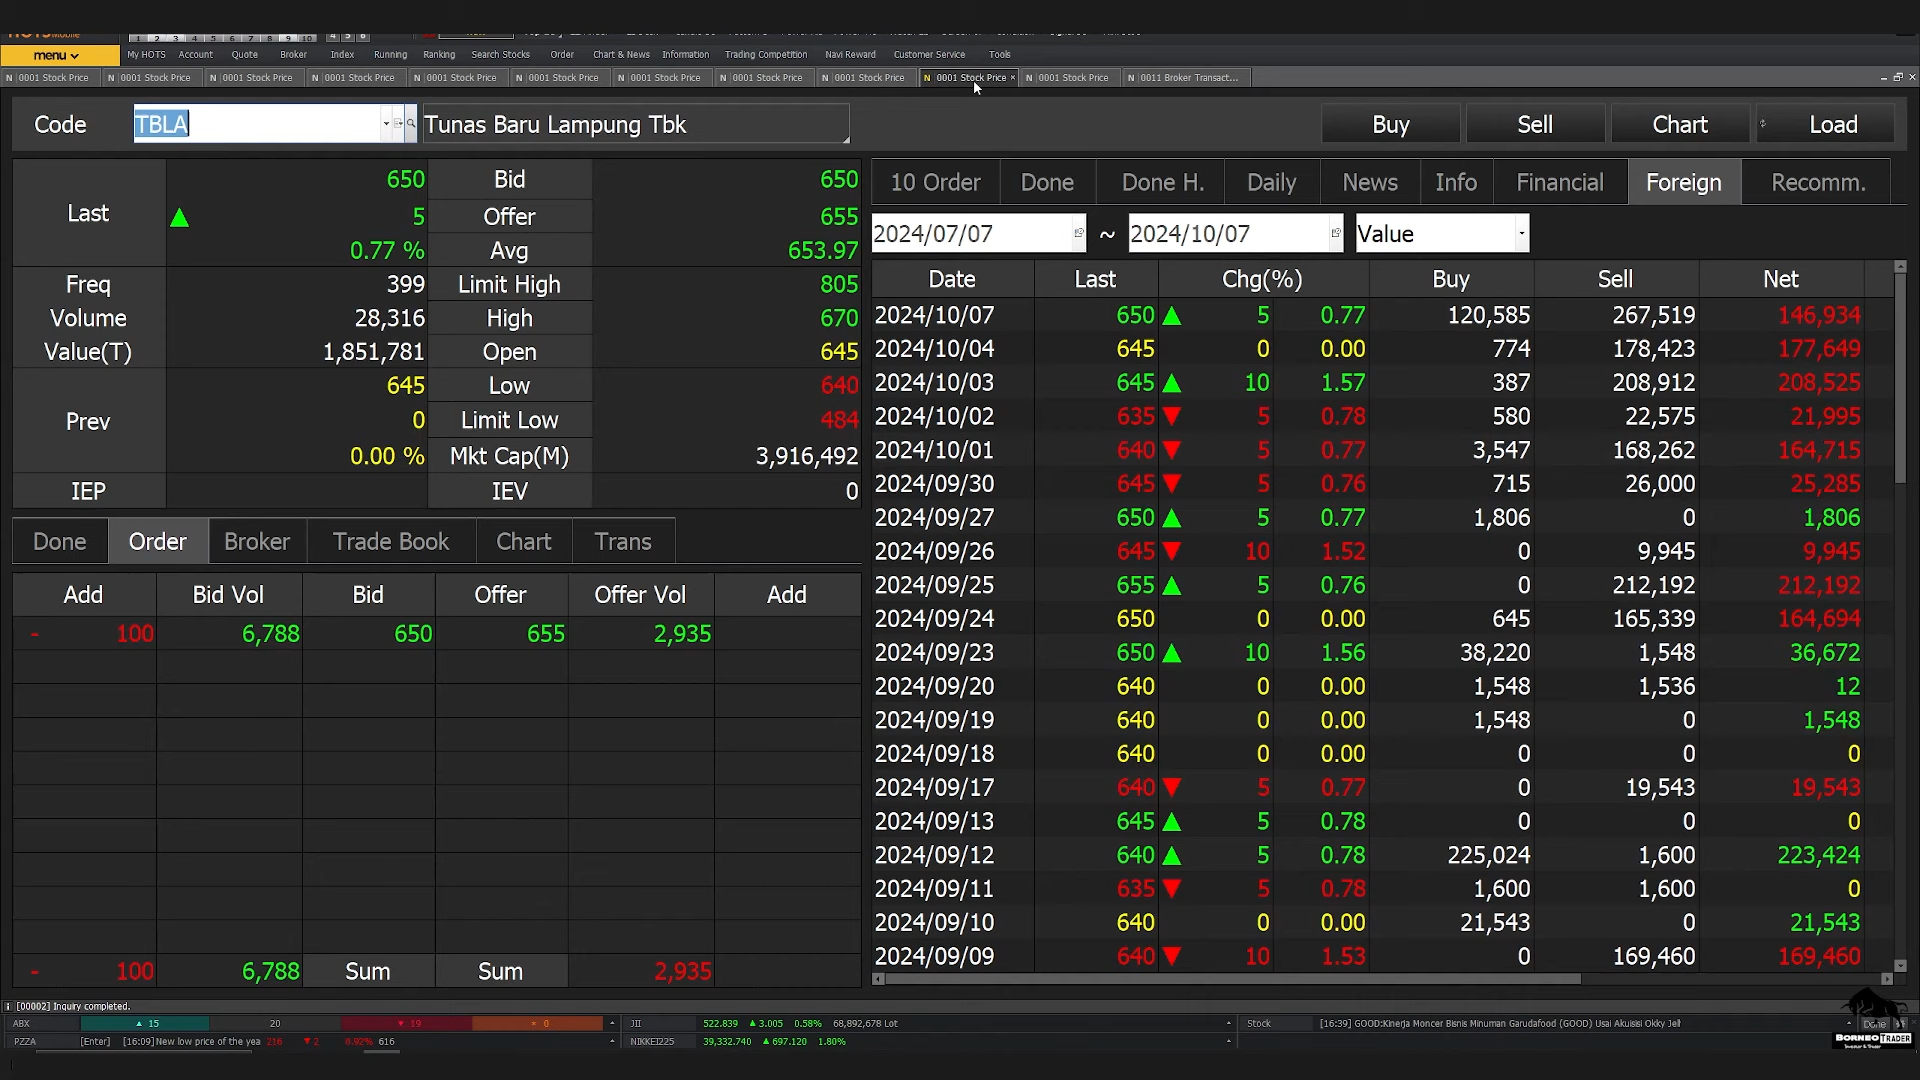 menu
My HOTS Account Quote Broker Index Running Ranking Search Stocks Order Chart & News Information Trading Competition Navi Reward Customer Service Tools
N 0001 Stock Price N 0001 Stock Price N 0001 Stock Price N 0001 Stock Price N 0001 Stock Price N 0001 Stock Price N 0001 Stock Price N 0001 Stock Price N 0001 Stock Price N 0001 Stock Price × N 0001 Stock Price N 0011 Broker Transact...
Code TBLA Tunas Baru Lampung Tbk Buy Sell Chart Load
Last 650 Bid 650
▲ 5 Offer 655
0.77 % Avg 653.97
Freq 399 Limit High 805
Volume 28,316 High 670
Value(T) 1,851,781 Open 645
Prev 645 Low 640
0 Limit Low 484
0.00 % Mkt Cap(M) 3,916,492
IEP IEV 0
Done Order Broker Trade Book Chart Trans
Add Bid Vol Bid Offer Offer Vol Add
- 100 6,788 650 655 2,935
- 100 6,788 Sum Sum 2,935
10 Order Done Done H. Daily News Info Financial Foreign Recomm.
2024/07/07 ~ 2024/10/07 Value
Date Last Chg(%) Buy Sell Net
2024/10/07 650 ▲ 5 0.77 120,585 267,519 146,934
2024/10/04 645 0 0.00 774 178,423 177,649
2024/10/03 645 ▲ 10 1.57 387 208,912 208,525
2024/10/02 635 ▼ 5 0.78 580 22,575 21,995
2024/10/01 640 ▼ 5 0.77 3,547 168,262 164,715
2024/09/30 645 ▼ 5 0.76 715 26,000 25,285
2024/09/27 650 ▲ 5 0.77 1,806 0 1,806
2024/09/26 645 ▼ 10 1.52 0 9,945 9,945
2024/09/25 655 ▲ 5 0.76 0 212,192 212,192
2024/09/24 650 0 0.00 645 165,339 164,694
2024/09/23 650 ▲ 10 1.56 38,220 1,548 36,672
2024/09/20 640 0 0.00 1,548 1,536 12
2024/09/19 640 0 0.00 1,548 0 1,548
2024/09/18 640 0 0.00 0 0 0
2024/09/17 640 ▼ 5 0.77 0 19,543 19,543
2024/09/13 645 ▲ 5 0.78 0 0 0
2024/09/12 640 ▲ 5 0.78 225,024 1,600 223,424
2024/09/11 635 ▼ 5 0.78 1,600 1,600 0
2024/09/10 640 0 0.00 21,543 0 21,543
2024/09/09 640 ▼ 10 1.53 0 169,460 169,460
[00002] Inquiry completed.
ABX ▲ 15 20 ▼ 19 0 JII 522.839 ▲ 3.005 0.58% 68,892,678 Lot Stock [16:39] GOOD:Kinerja Moncer Bisnis Minuman Garudafood (GOOD) Usai Akuisisi Okky Jell Done
PZZA [Enter] [16:09]New low price of the yea 216 ▼ 2 0.92% 616 NIKKEI225 39,332.740 ▲ 697.120 1.80%
BORNEO TRADER